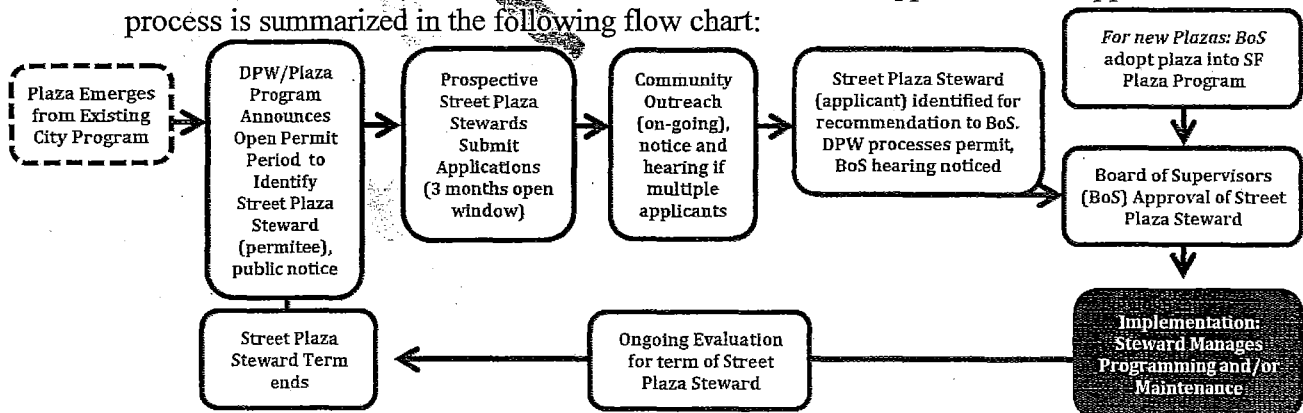 process is summarized in the following flow chart:
Plaza Emerges
from Existing
City Program
DPW/Plaza
Program
Announces
Open Permit
Period to
Identify
Street Plaza
Steward
(permitee),
public notice
Prospective
Street Plaza
Stewards
Submit
Applications
(3 months open
window)
Community
Outreach
(on-going),
notice and
hearing if
multiple
applicants
Street Plaza Steward
(applicant) identified for
recommendation to BoS.
DPW processes permit,
BoS hearing noticed
For new Plazas: BoS
adopt plaza into SF
Plaza Program
Board of Supervisors
(BoS) Approval of Street
Plaza Steward
Implementation:
Steward Manages
Programming and/or
Maintenance
Ongoing Evaluation
for term of Street
Plaza Steward
Street Plaza
Steward Term
ends